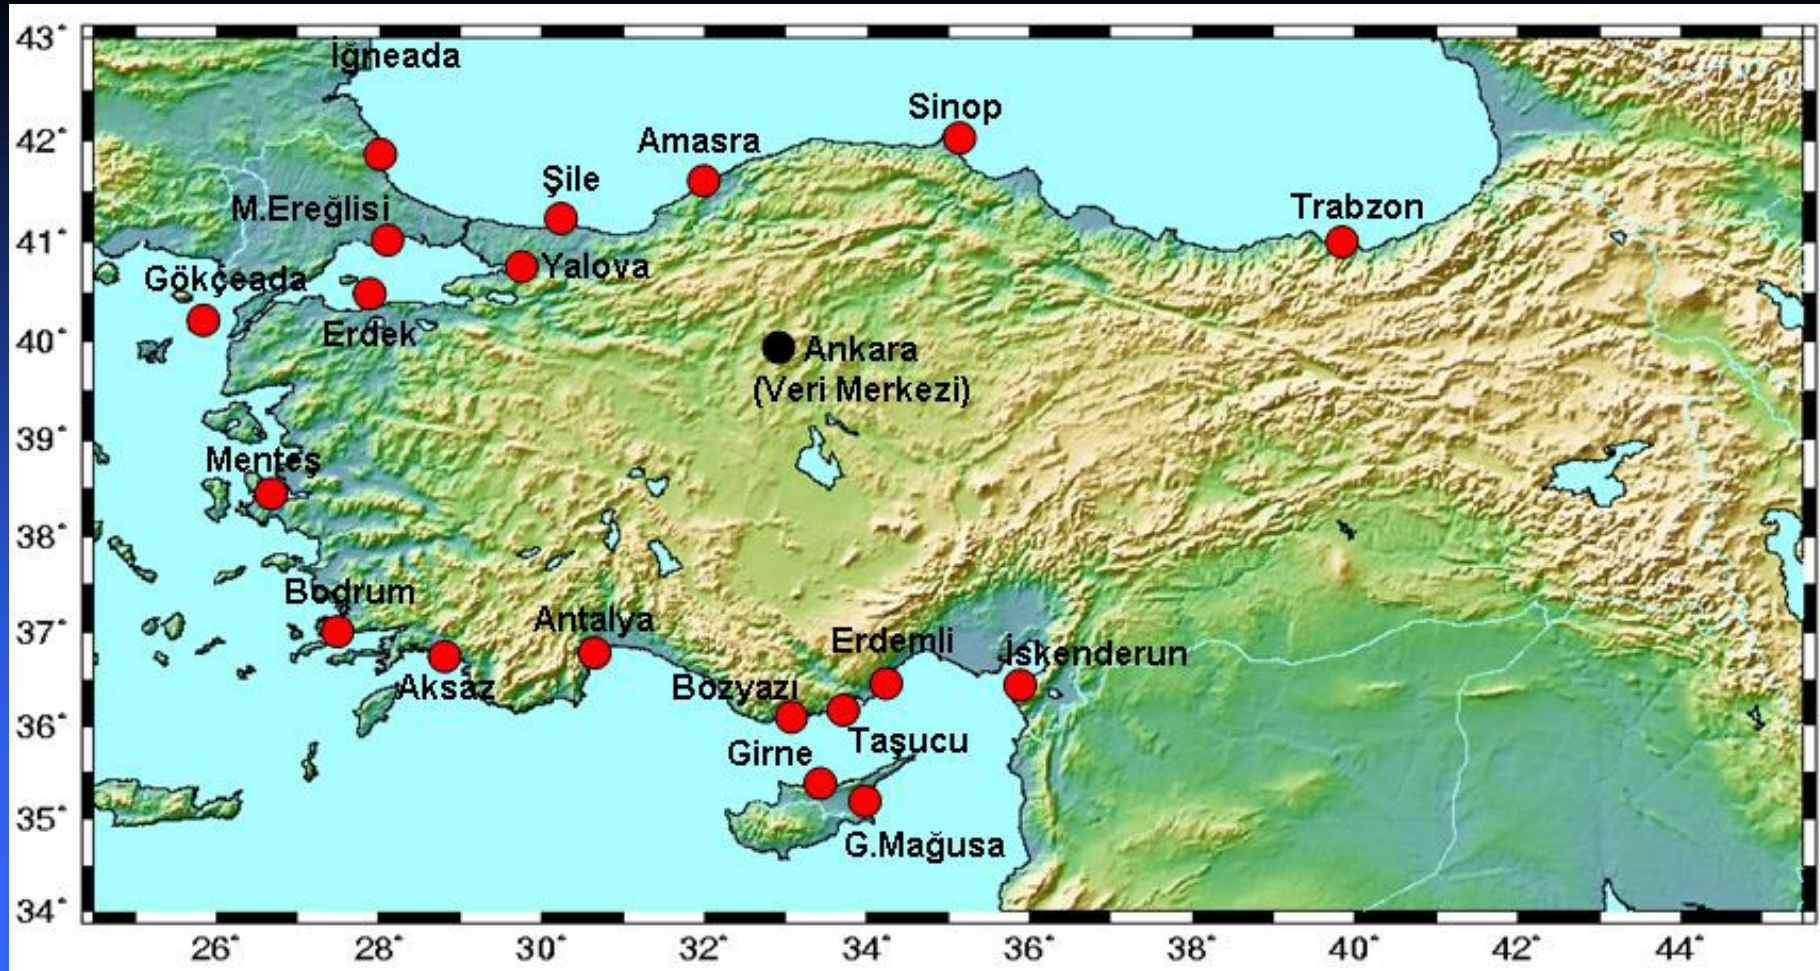 43°
İğneada
Sinop
42°
Amasra
Şile
M.Ereğlisi
Trabzon
41°
Yalova
Gökçeada
Erdek
40°
Ankara
(Veri Merkezi)
39°
Menteş
38°
Bodrum
Antalya
37°
Erdemli
İskenderun
Aksaz
Bozyazı
36°
Taşucu
Girne
35°
G.Mağusa
34°
26° 28° 30° 32° 34° 36° 38° 40° 42° 44°